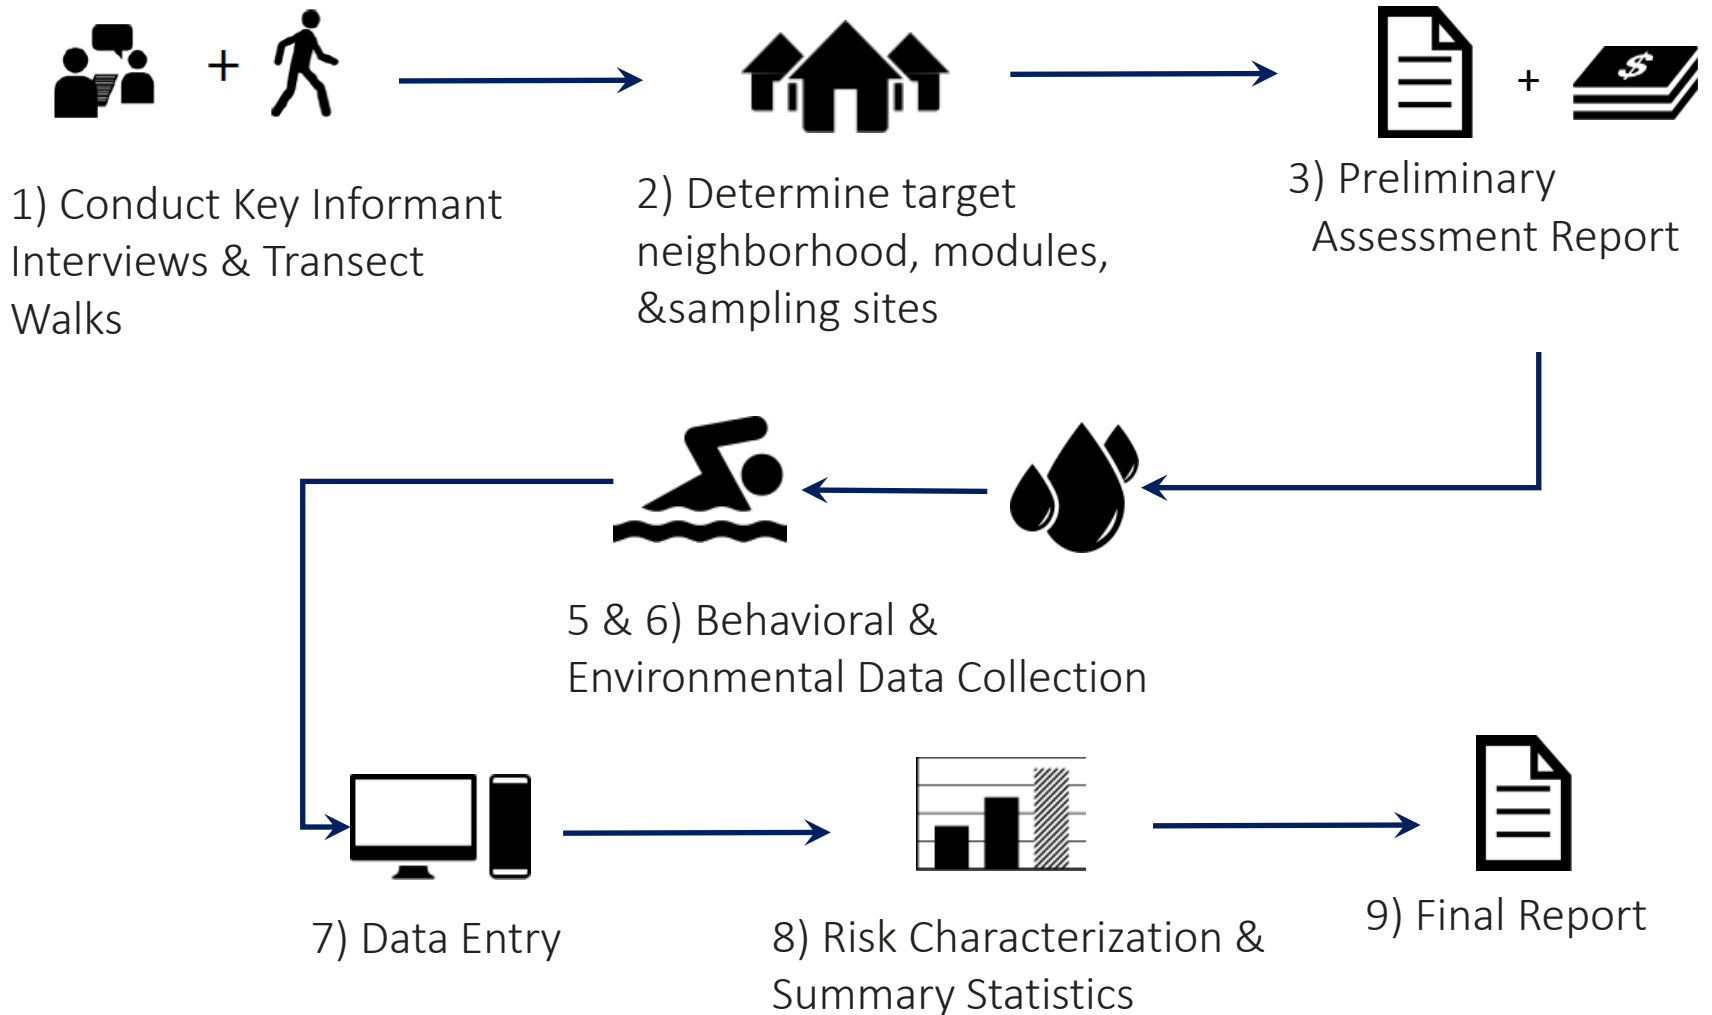 +
$
+
1) Conduct Key Informant
Interviews & Transect
Walks
2) Determine target
neighborhood, modules,
&sampling sites
3) Preliminary
Assessment Report
5 & 6) Behavioral &
Environmental Data Collection
7) Data Entry
8) Risk Characterization &
Summary Statistics
9) Final Report